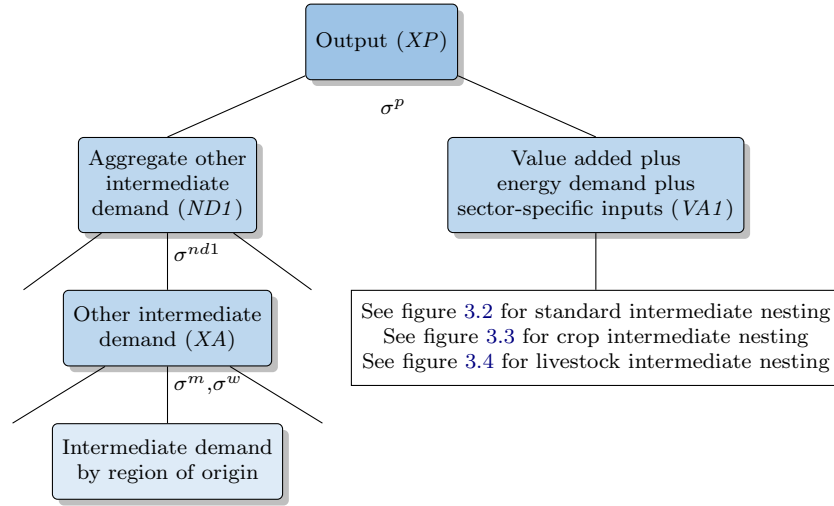 Output (XP)
σ^p
Aggregate other
intermediate
demand (ND1)
Value added plus
energy demand plus
sector-specific inputs (VA1)
σ^nd1
Other intermediate
demand (XA)
See figure 3.2 for standard intermediate nesting
See figure 3.3 for crop intermediate nesting
See figure 3.4 for livestock intermediate nesting
σ^m,σ^w
Intermediate demand
by region of origin